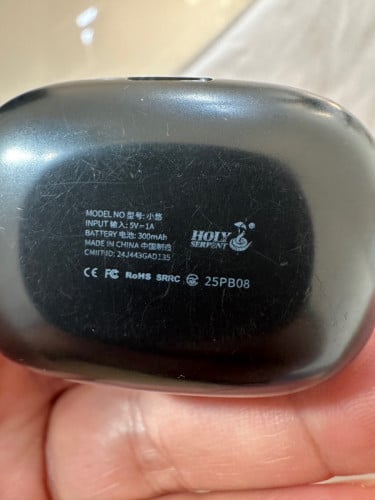 MODEL NO 型号: 小悠
INPUT 输入: 5V⎓1A
BATTERY 电池: 300mAh
MADE IN CHINA 中国制造
CMIIT ID: 24J443GAD135
HOLY
SERPENT
CE FC RoHS SRRC 25PB08